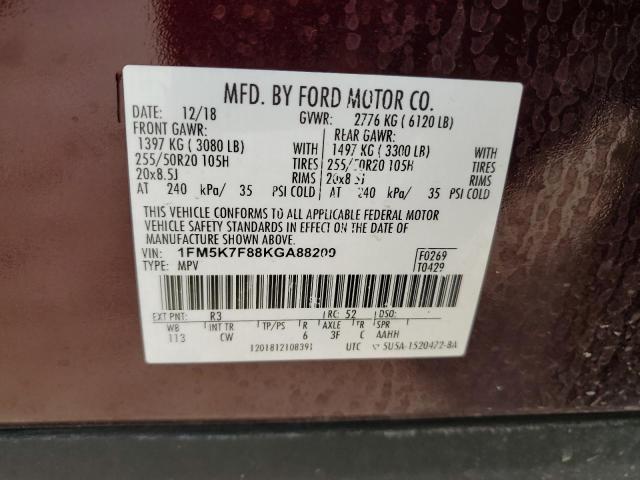 MFD. BY FORD MOTOR CO.
DATE: 12/18 GVWR: 2776 KG ( 6120 LB)
FRONT GAWR: REAR GAWR:
1397 KG ( 3080 LB) WITH 1497 KG ( 3300 LB) WITH
255/50R20 105H TIRES 255/50R20 105H TIRES
20x8.5J RIMS 20x8.5J RIMS
AT 240 kPa/ 35 PSI COLD AT 240 kPa/ 35 PSI COLD
THIS VEHICLE CONFORMS TO ALL APPLICABLE FEDERAL MOTOR
VEHICLE SAFETY STANDARDS IN EFFECT ON THE DATE OF
MANUFACTURE SHOWN ABOVE.
VIN: 1FM5K7F88KGA88209 F0269
TYPE: MPV T0429
EXT PNT: R3 RC: 52 DSO:
WB INT TR TP/PS R AXLE TR SPR
113 CW 6 3F C AAHH
1201812108391 UTC 5U5A-1520472-BA